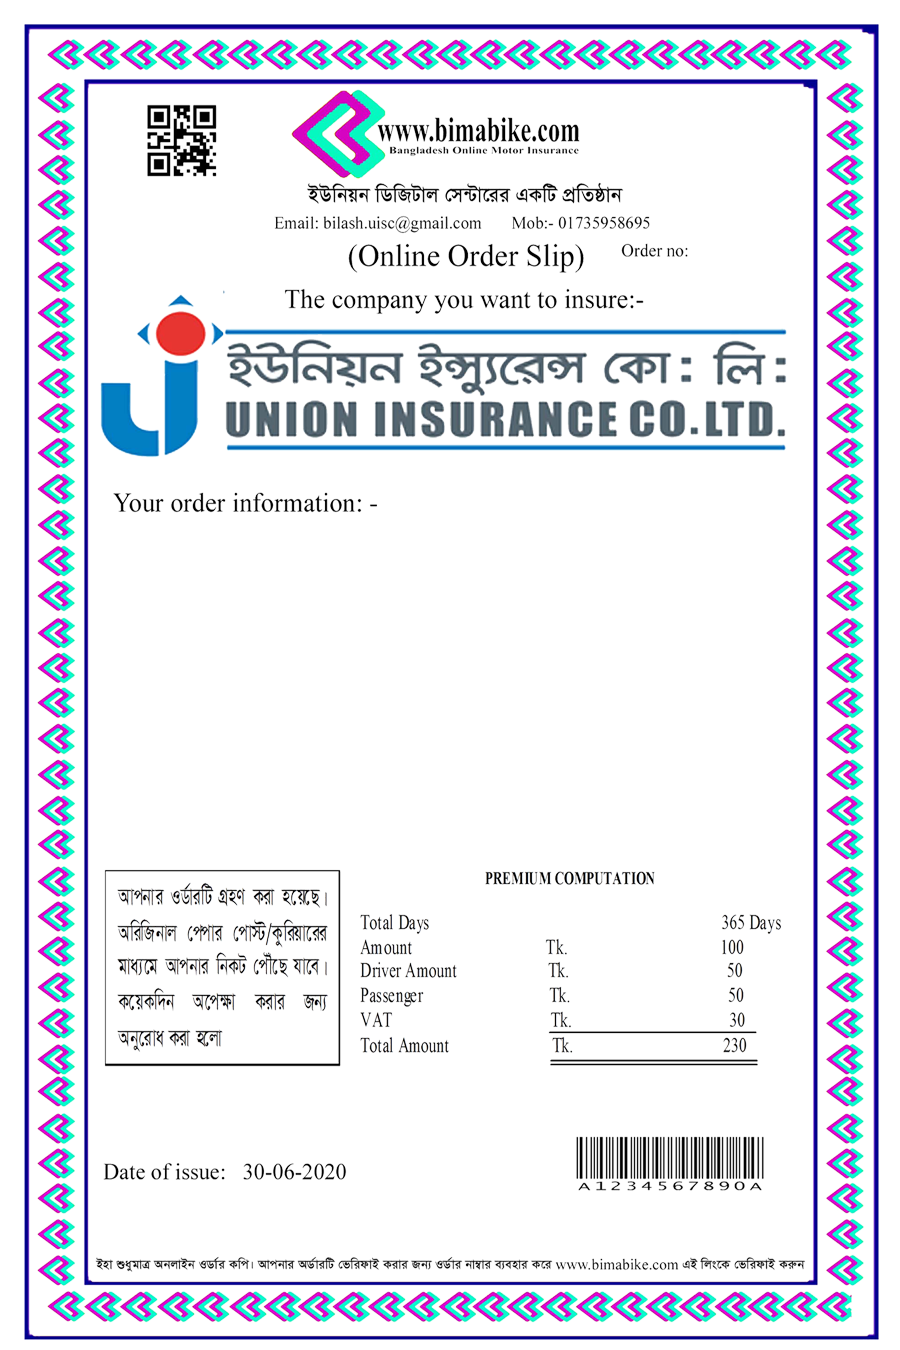 www.bimabike.com
Bangladesh Online Motor Insurance
ইউনিয়ন ডিজিটাল সেন্টারের একটি প্রতিষ্ঠান
Email: bilash.uisc@gmail.com Mob:- 01735958695
(Online Order Slip) Order no:
The company you want to insure:-
ইউনিয়ন ইন্স্যুরেন্স কো: লি:
UNION INSURANCE CO.LTD.
Your order information: -
আপনার ওর্ডারটি গ্রহণ করা হয়েছে।
অরিজিনাল পেপার পোস্ট/কুরিয়ারের
মাধ্যমে আপনার নিকট পৌঁছে যাবে।
কয়েকদিন অপেক্ষা করার জন্য
অনুরোধ করা হলো
PREMIUM COMPUTATION
Total Days 365 Days
Amount Tk. 100
Driver Amount Tk. 50
Passenger Tk. 50
VAT Tk. 30
Total Amount Tk. 230
Date of issue: 30-06-2020
A1234567890A
ইহা শুধুমাত্র অনলাইন ওর্ডার কপি। আপনার অর্ডারটি ভেরিফাই করার জন্য ওর্ডার নাম্বার ব্যবহার করে www.bimabike.com এই লিংকে ভেরিফাই করুন